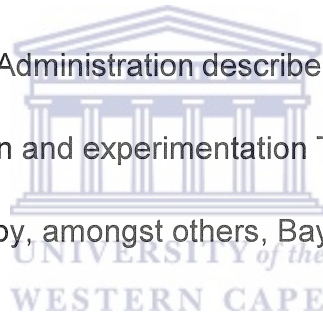 Administration describe
n and experimentation T
by, amongst others, Bay
UNIVERSITY of the
WESTERN CAPE